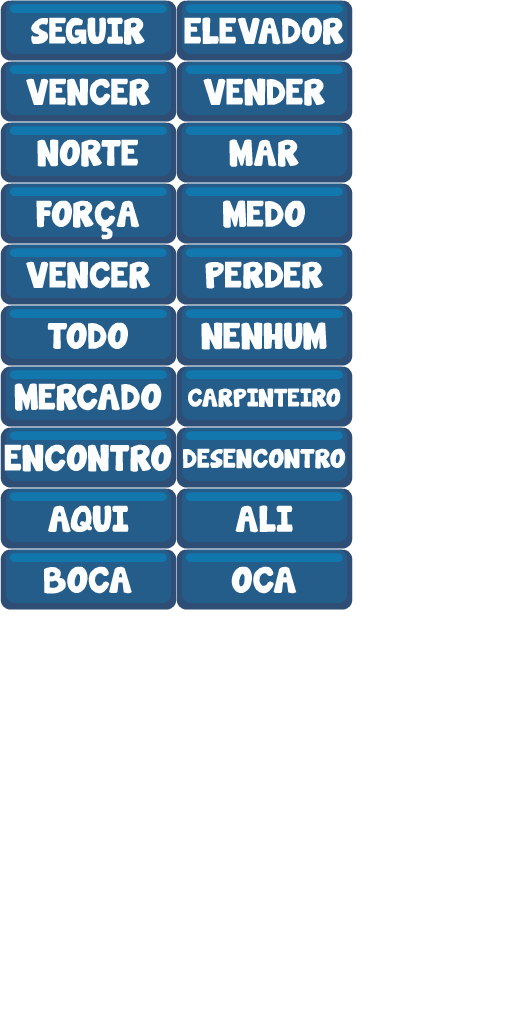 SEGUIR ELEVADOR
VENCER VENDER
NORTE MAR
FORÇA MEDO
VENCER PERDER
TODO NENHUM
MERCADO CARPINTEIRO
ENCONTRO DESENCONTRO
AQUI ALI
BOCA OCA